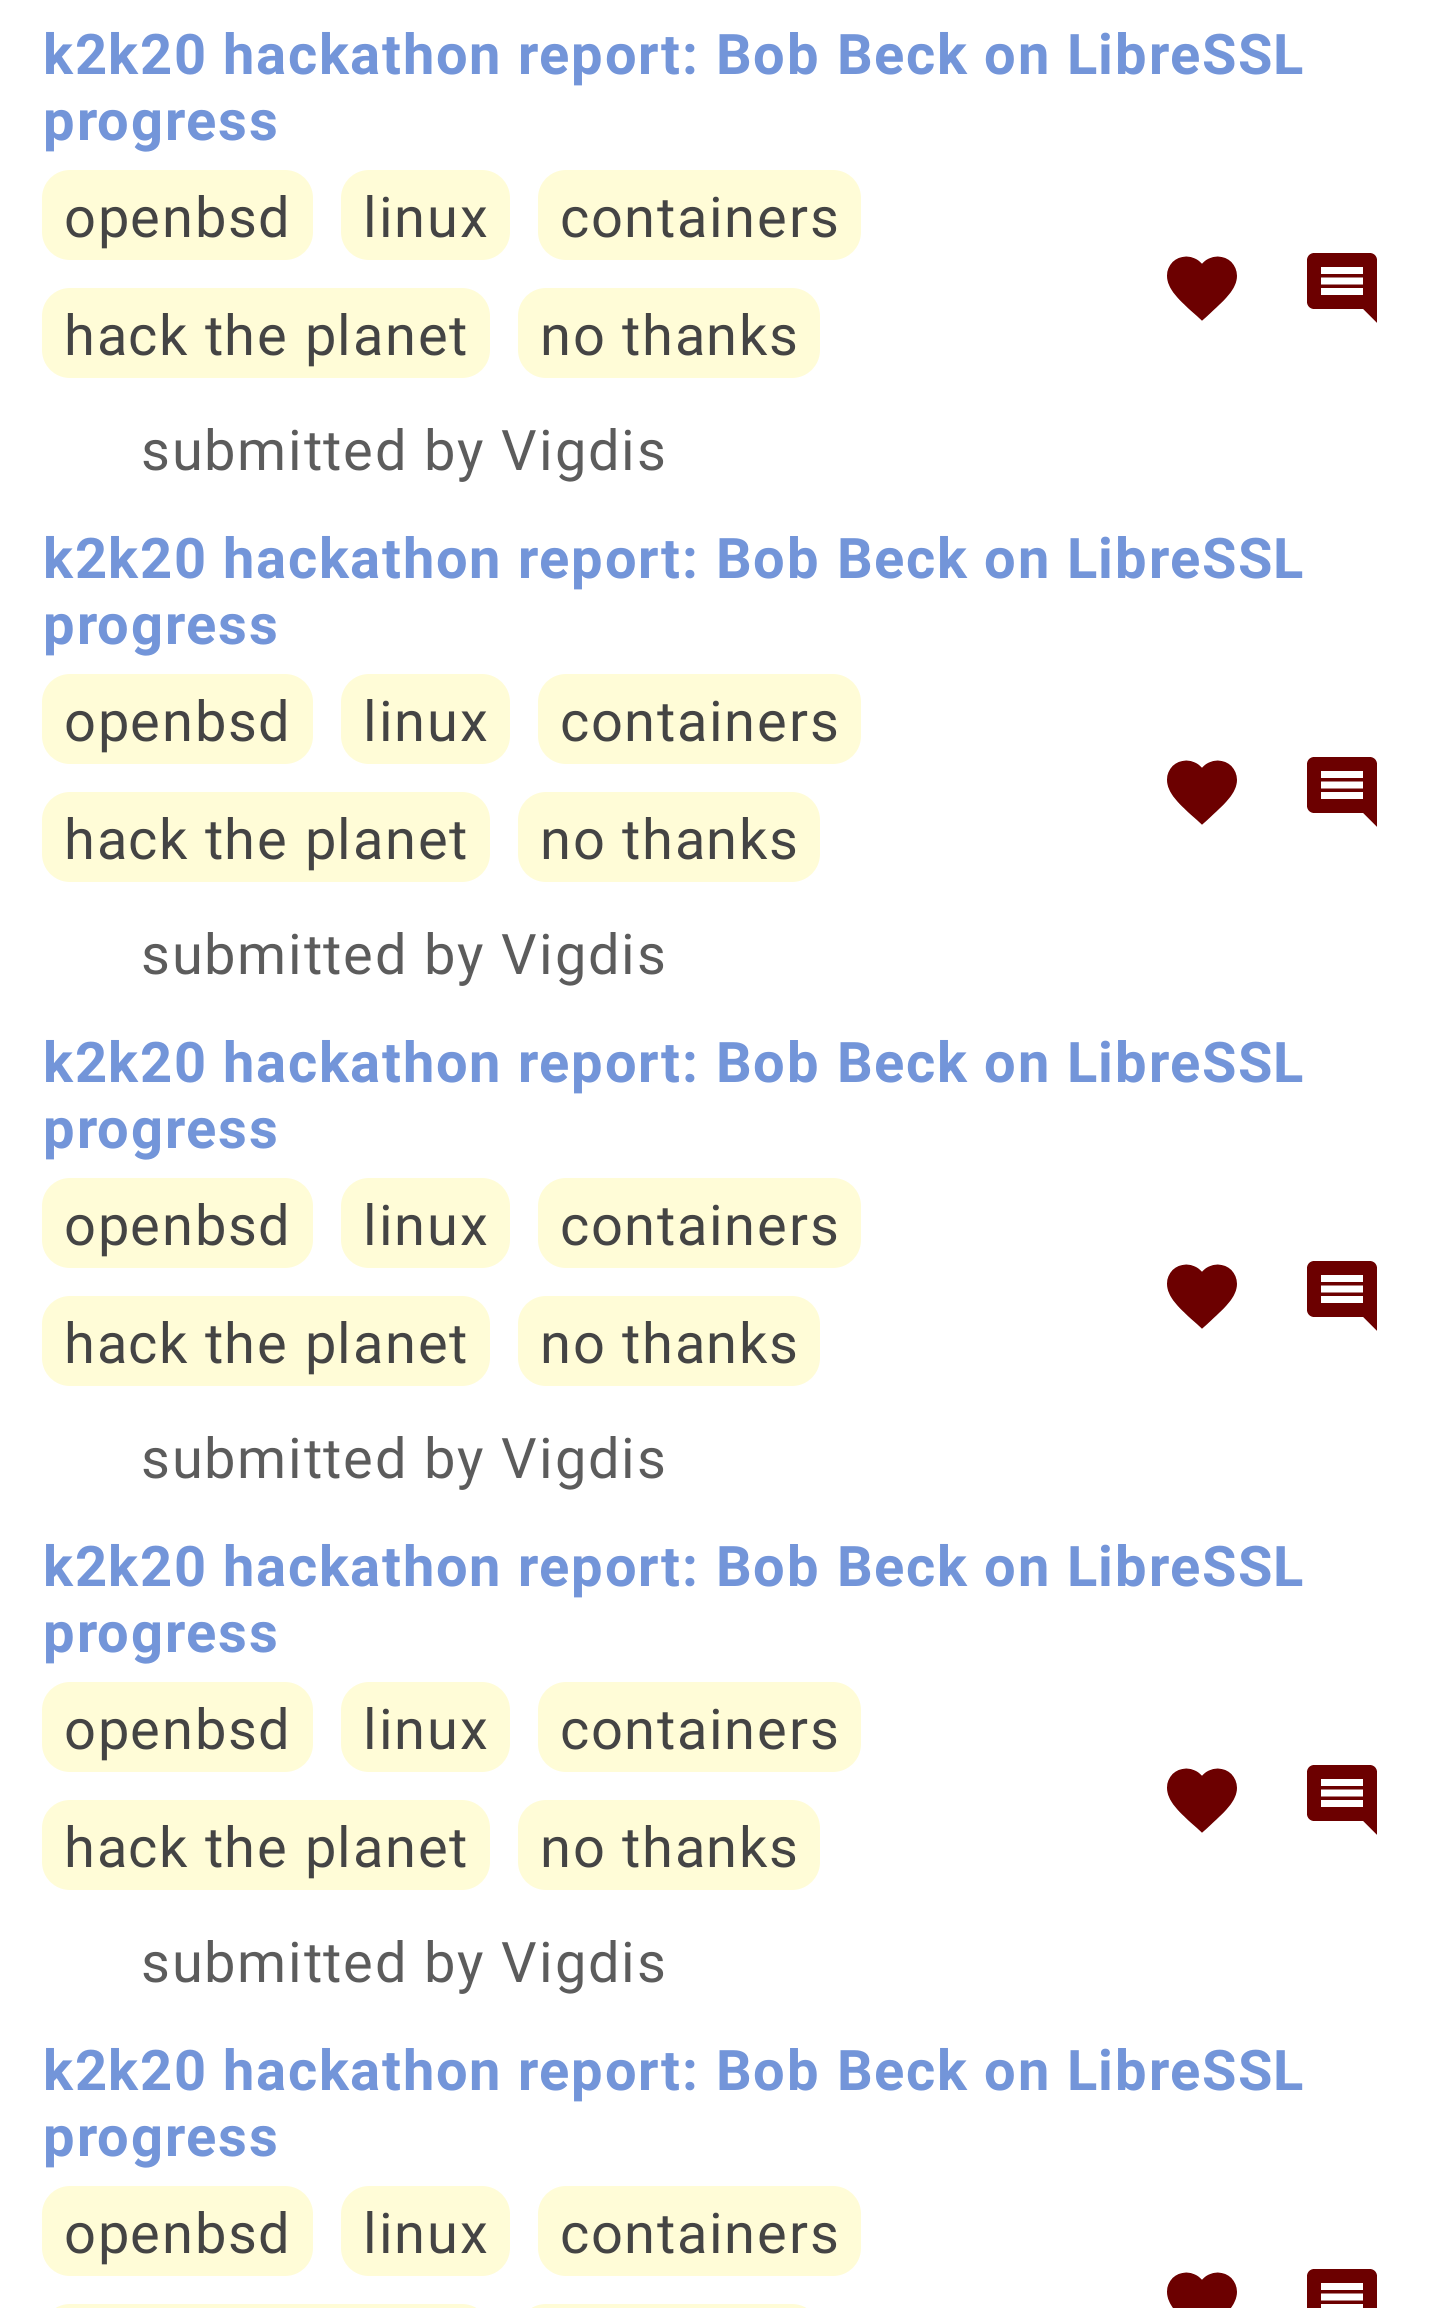 k2k20 hackathon report: Bob Beck on LibreSSL
progress
openbsd linux containers
hack the planet no thanks
submitted by Vigdis
k2k20 hackathon report: Bob Beck on LibreSSL
progress
openbsd linux containers
hack the planet no thanks
submitted by Vigdis
k2k20 hackathon report: Bob Beck on LibreSSL
progress
openbsd linux containers
hack the planet no thanks
submitted by Vigdis
k2k20 hackathon report: Bob Beck on LibreSSL
progress
openbsd linux containers
hack the planet no thanks
submitted by Vigdis
k2k20 hackathon report: Bob Beck on LibreSSL
progress
openbsd linux containers